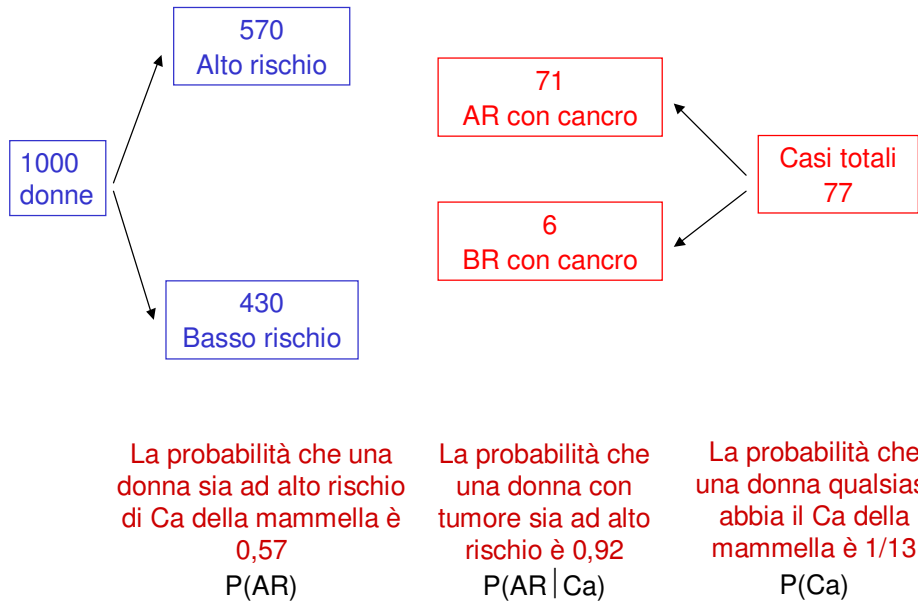 570
Alto rischio
1000
donne
430
Basso rischio
71
AR con cancro
6
BR con cancro
Casi totali
77
La probabilità che una
donna sia ad alto rischio
di Ca della mammella è
0,57
P(AR)
La probabilità che
una donna con
tumore sia ad alto
rischio è 0,92
P(AR|Ca)
La probabilità che
una donna qualsias
abbia il Ca della
mammella è 1/13
P(Ca)